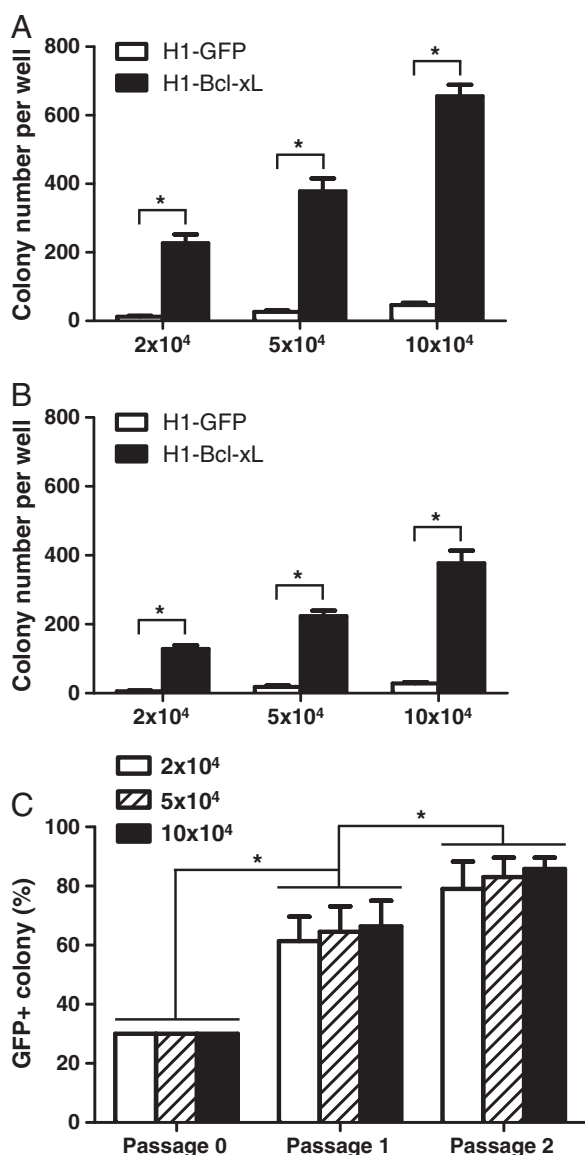 A
Colony number per well
800
600
400
200
0
H1-GFP
H1-Bcl-xL
*
*
*
2x10⁴
5x10⁴
10x10⁴
B
Colony number per well
800
600
400
200
0
H1-GFP
H1-Bcl-xL
*
*
*
2x10⁴
5x10⁴
10x10⁴
C
2x10⁴
5x10⁴
10x10⁴
GFP+ colony (%)
100
80
60
40
20
0
*
*
Passage 0
Passage 1
Passage 2